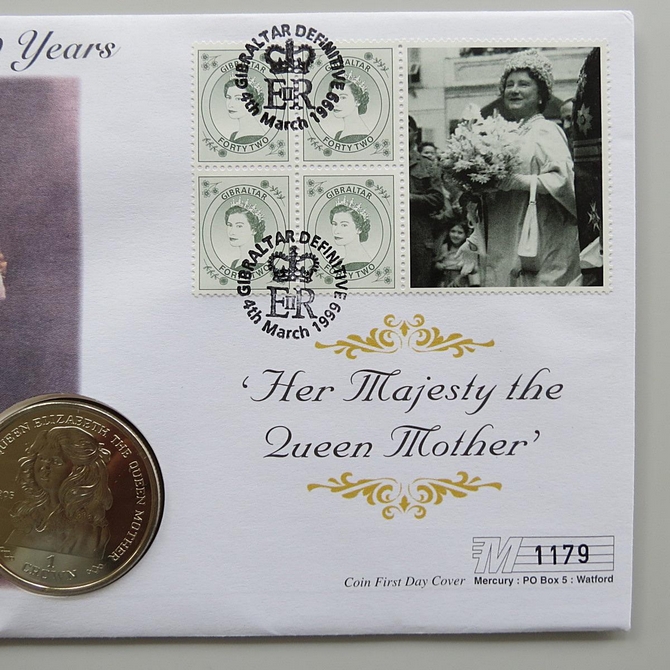 Years
GIBRALTAR DEFINITIVE
EIIR
4th March 1999
GIBRALTAR
FORTY TWO
GIBRALTAR
FORTY TWO
GIBRALTAR
FORTY TWO
GIBRALTAR
FORTY TWO
GIBRALTAR DEFINITIVE
EIIR
4th March 1999
'Her Majesty the
Queen Mother'
QUEEN ELIZABETH THE QUEEN MOTHER
1
CROWN
M 1179
Coin First Day Cover Mercury : PO Box 5 : Watford